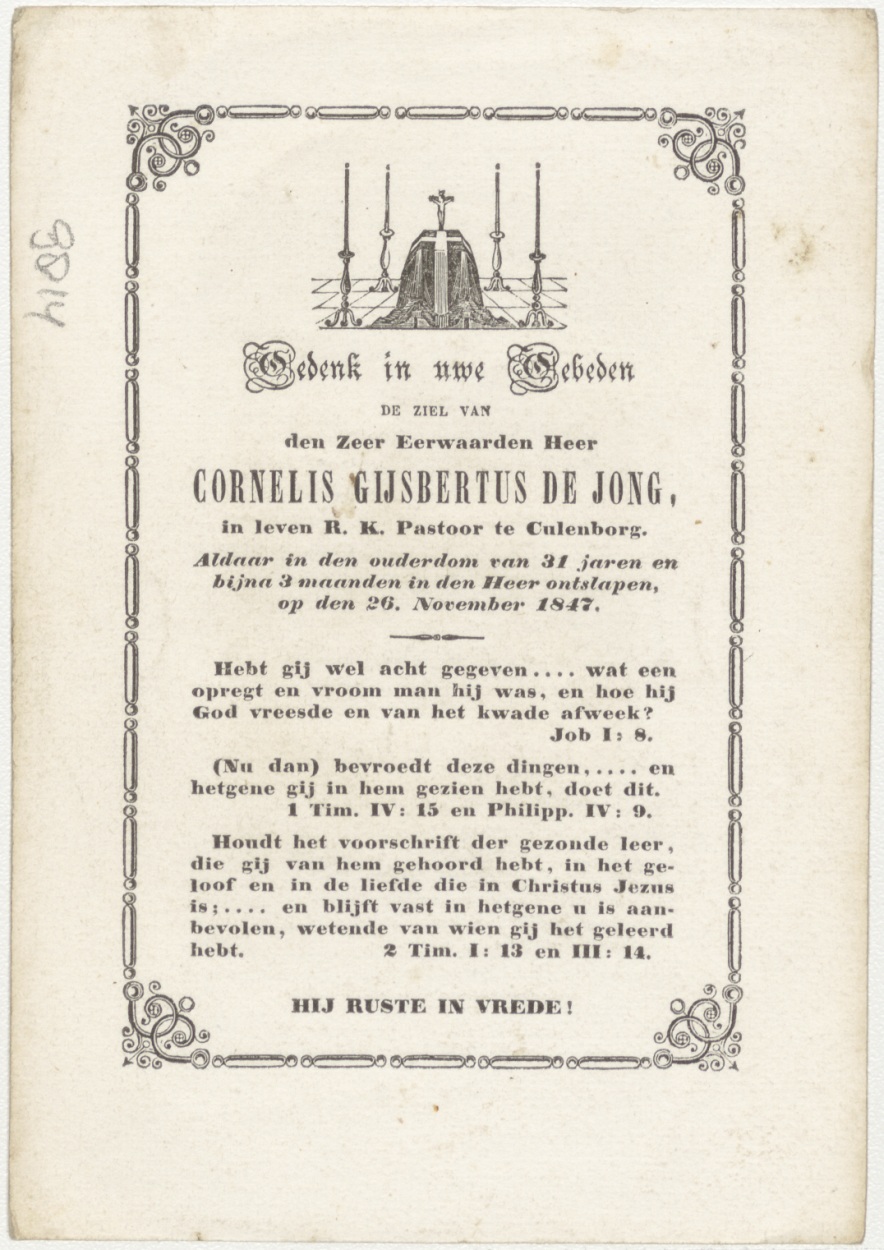 Gedenk in uwe Gebeden
DE ZIEL VAN
den Zeer Eerwaarden Heer
CORNELIS GIJSBERTUS DE JONG,
in leven R. K. Pastoor te Culenborg.
Aldaar in den ouderdom van 31 jaren en
bijna 3 maanden in den Heer ontslapen,
op den 26. November 1847.
Hebt gij wel acht gegeven.... wat een
opregt en vroom man hij was, en hoe hij
God vreesde en van het kwade afweek?
Job I: 8.
(Nu dan) bevroedt deze dingen,.... en
hetgene gij in hem gezien hebt, doet dit.
1 Tim. IV: 15 en Philipp. IV: 9.
Houdt het voorschrift der gezonde leer,
die gij van hem gehoord hebt, in het ge-
loof en in de liefde die in Christus Jezus
is;.... en blijft vast in hetgene u is aan-
bevolen, wetende van wien gij het geleerd
hebt. 2 Tim. I: 13 en III: 14.
HIJ RUSTE IN VREDE!